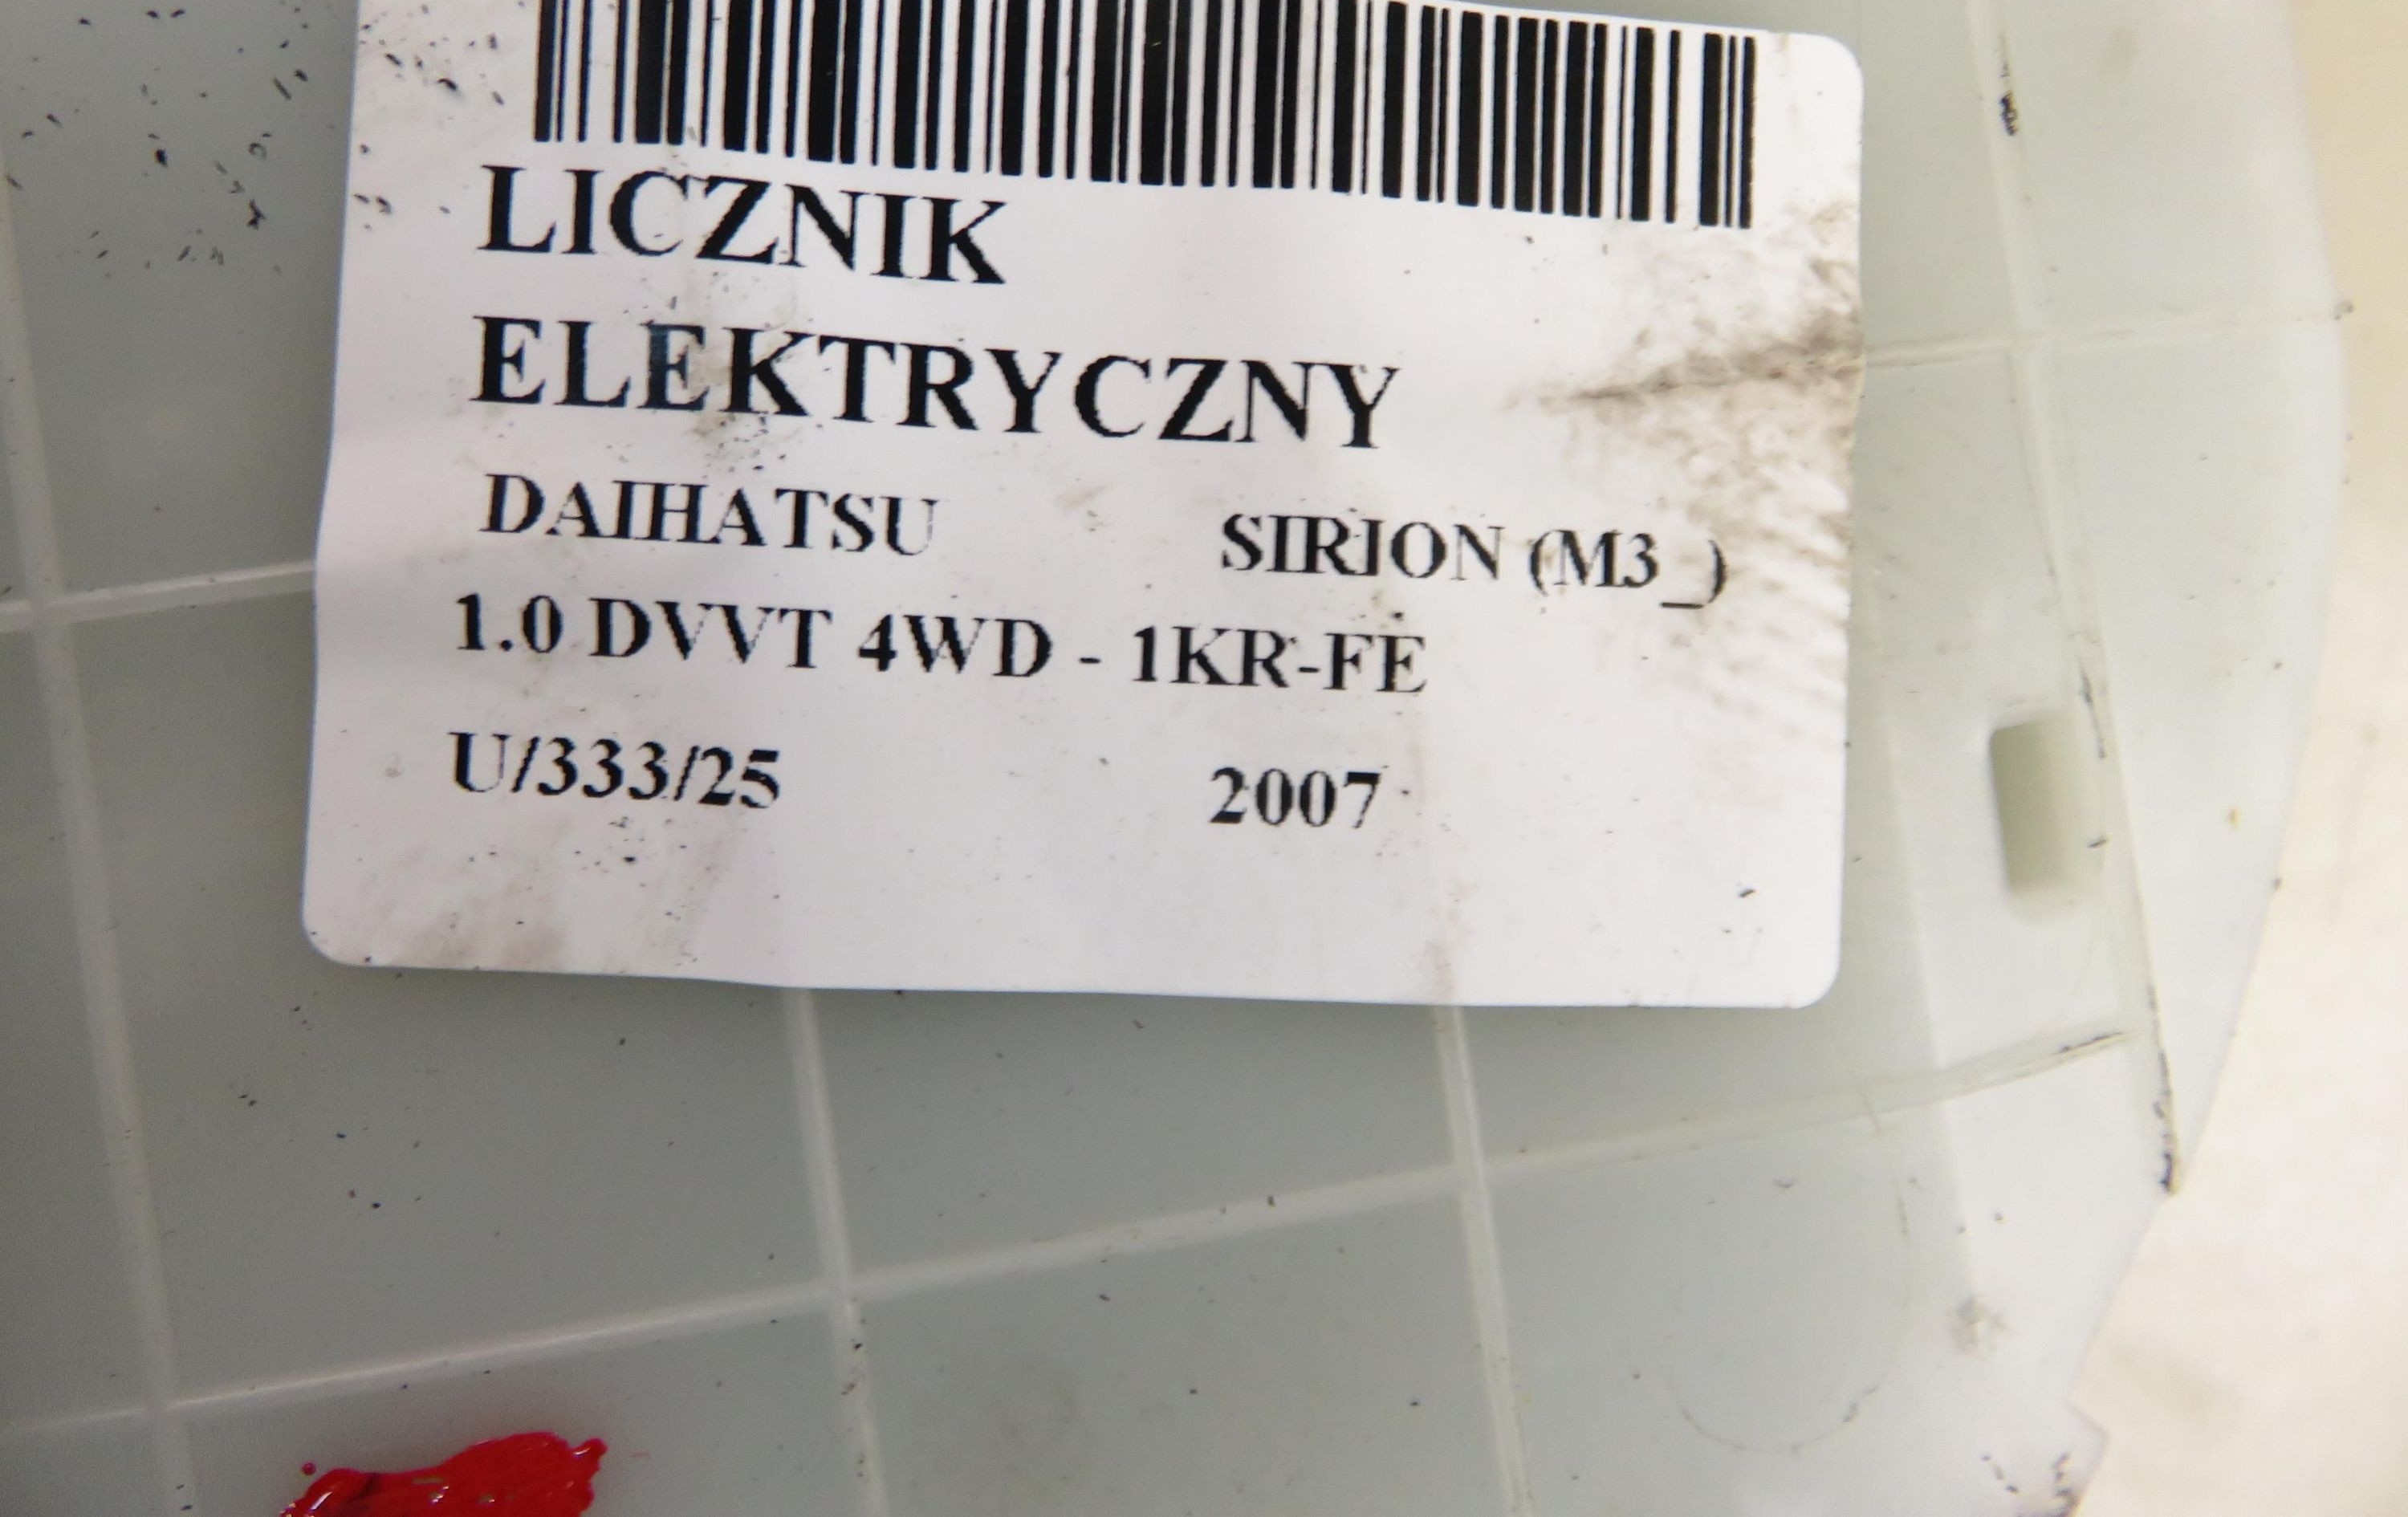 LICZNIK
ELEKTRYCZNY
DAIHATSU SIRION (M3_)
1.0 DVVT 4WD - 1KR-FE
U/333/25 2007